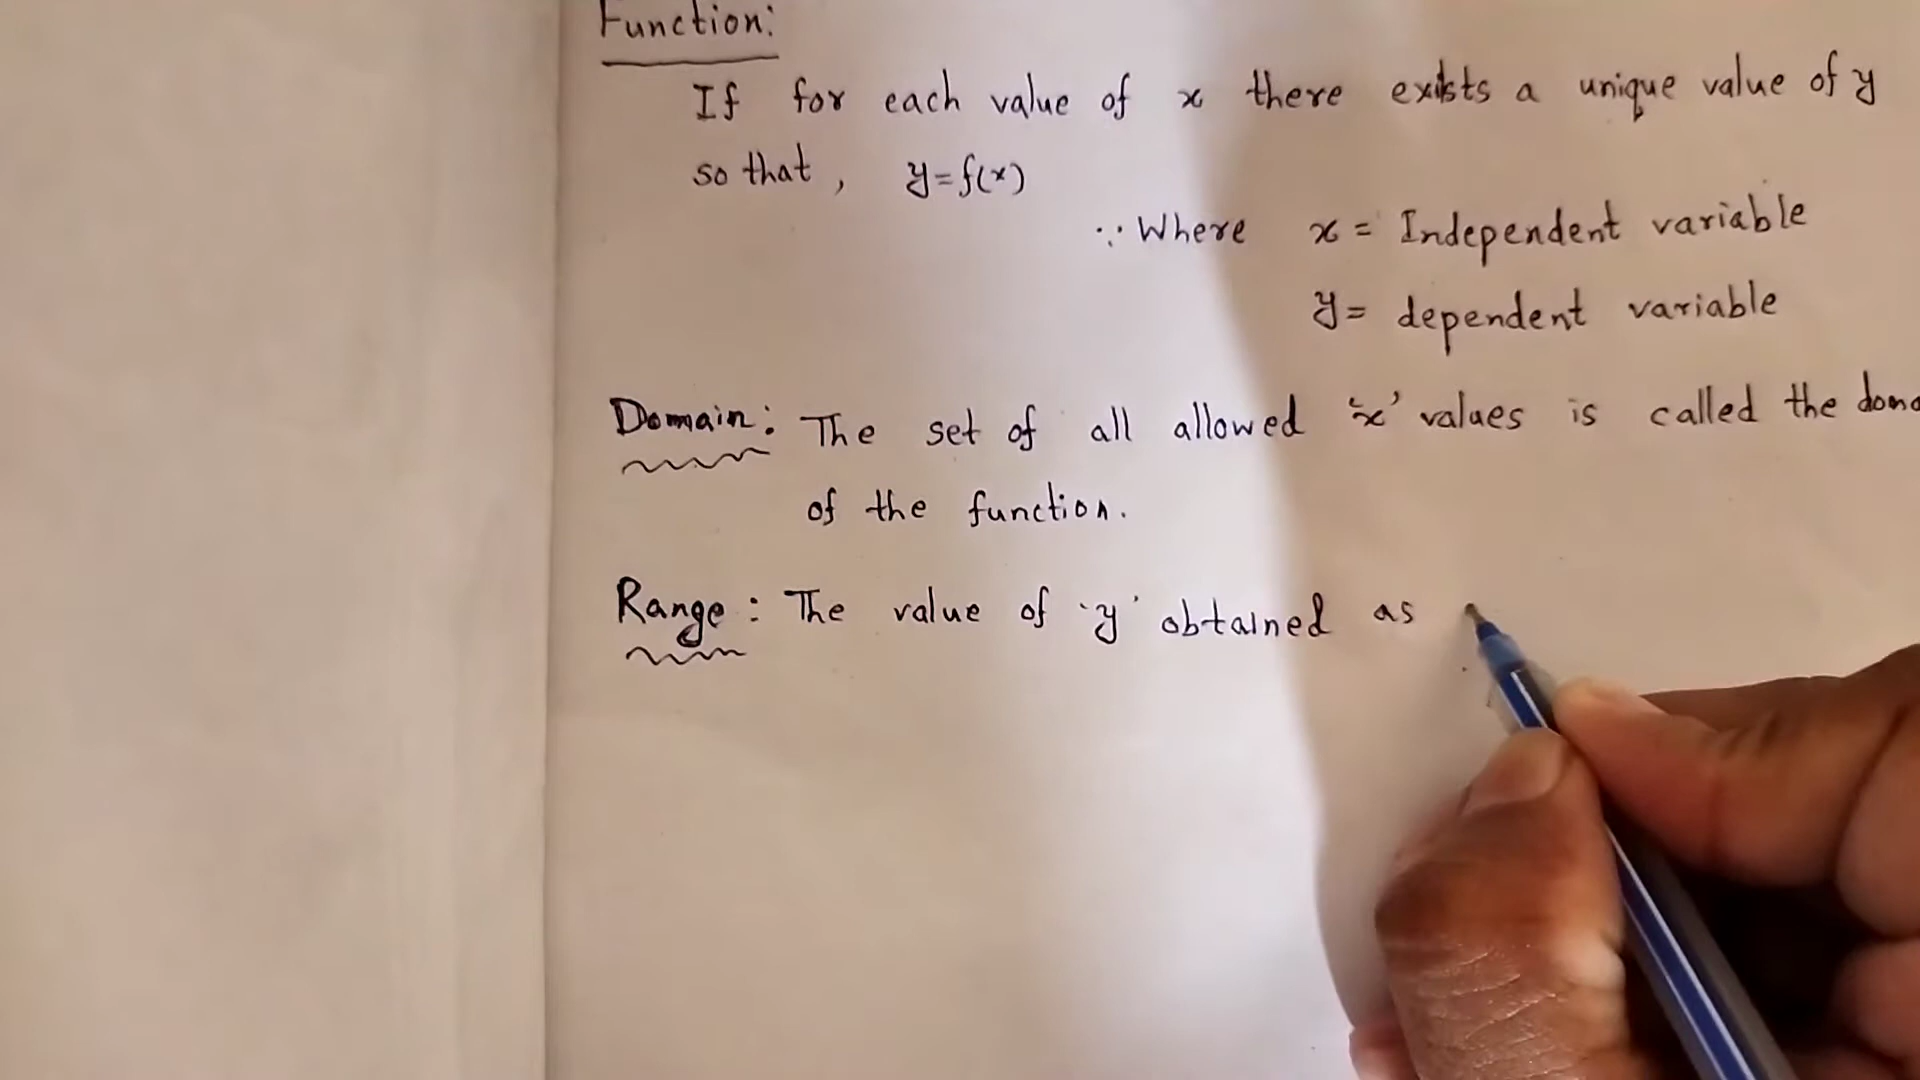 Function:
If for each value of x there exists a unique value of y
so that, y=f(x)
∵ Where x = Independent variable
y = dependent variable
Domain: The set of all allowed 'x' values is called the doma
of the function.
Range: The value of 'y' obtained as